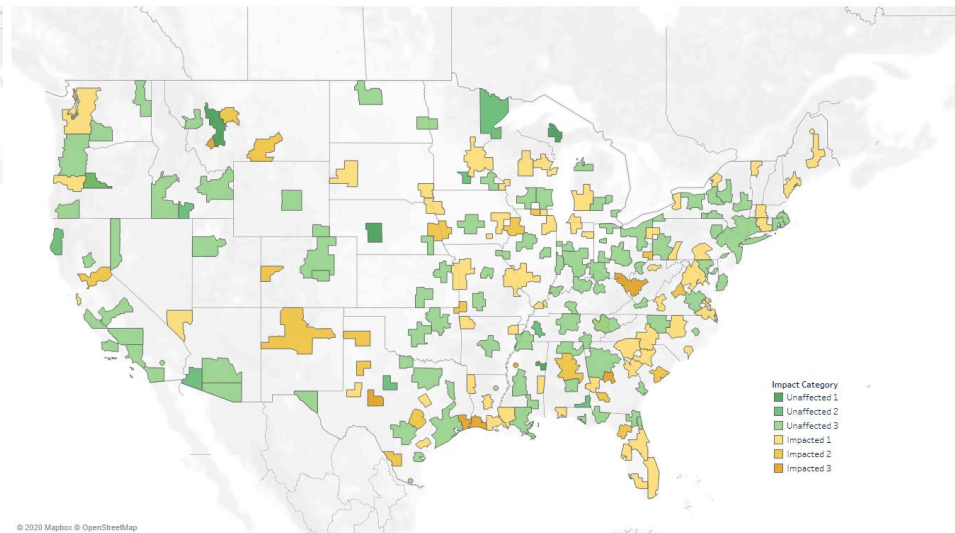 Impact Category
Unaffected 1
Unaffected 2
Unaffected 3
Impacted 1
Impacted 2
Impacted 3
© 2020 Mapbox © OpenStreetMap